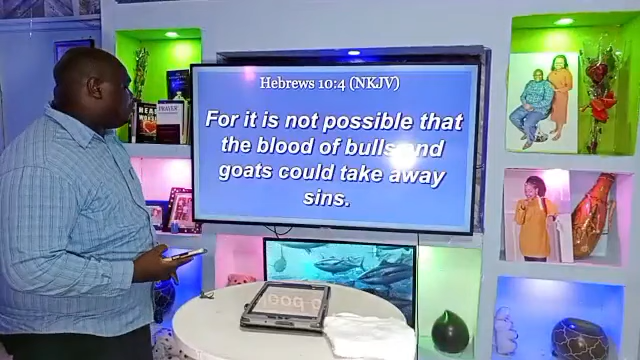 Hebrews 10:4 (NKJV)
For it is not possible that
the blood of bulls and
goats could take away
sins.
PRAYER